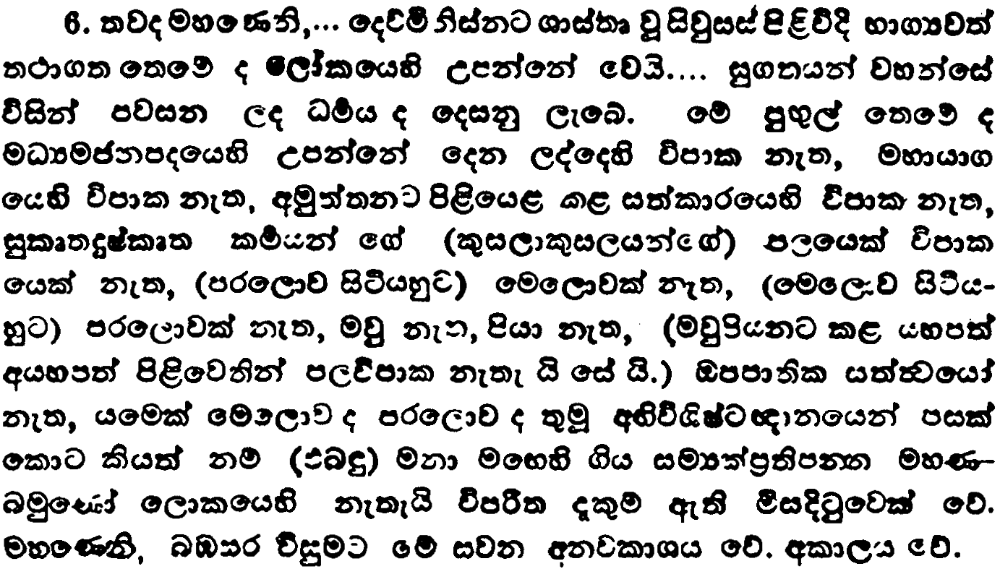 6. තවද මහණෙනි,... දෙව්මිනිස්නට ශාස්තෘ වූ සිවුසස් පිළිවිදි භාග්‍යවත්
තථාගත තෙමේ ද ලෝකයෙහි උපන්නේ වෙයි.... සුගතයන් වහන්සේ
විසින් පවසන ලද ධර්මය ද දෙසනු ලැබේ. මේ පුඟුල් තෙමේ ද
මධ්‍යමජනපදයෙහි උපන්නේ දෙන ලද්දෙහි විපාක නැත, මහායාග
යෙහි විපාක නැත, අමුත්තනට පිළියෙළ කළ සත්කාරයෙහි විපාක නැත,
සුකෘතදුෂ්කෘත කර්මයන් ගේ (කුසලාකුසලයන්ගේ) පලයෙක් විපාක
යෙක් නැත, (පරලොව සිටියහුට) මෙලොවක් නැත, (මෙලොව සිටිය-
හුට) පරලොවක් නැත, මවු නැත, පියා නැත, (මවුපියනට කළ යහපත්
අයහපත් පිළිවෙතින් පලවිපාක නැතැ යි සේ යි.) ඔපපාතික සත්ත්‍වයෝ
නැත, යමෙක් මෙලොව ද පරලොව ද තුමූ අභිවිශිෂ්ටඥානයෙන් පසක්
කොට කියත් නම් (එබඳු) මනා මඟෙහි ගිය සම්‍යක්ප්‍රතිපන්න මහණ-
බමුණෝ ලොකයෙහි නැතැයි විපරීත දැකුම් ඇති මිසදිටුවෙක් වේ.
මහණෙනි, බඹසර විසුමට මේ සවන අනවකාශය වේ. අකාලය වේ.